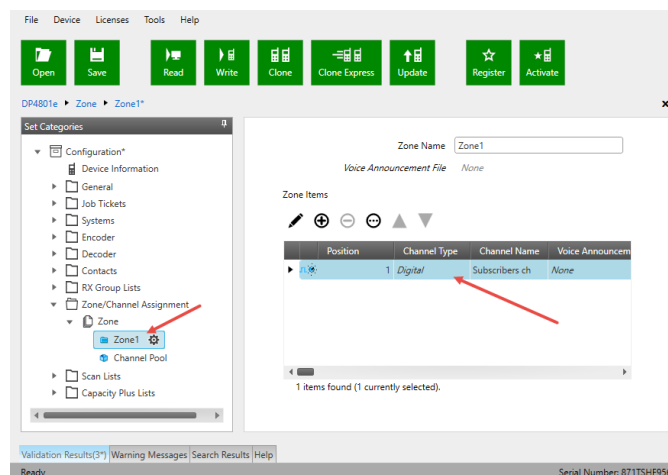 File Device Licenses Tools Help
Open Save Read Write Clone Clone Express Update Register Activate
DP4801e Zone Zone1*
Set Categories
Configuration*
Device Information
General
Job Tickets
Systems
Encoder
Decoder
Contacts
RX Group Lists
Zone/Channel Assignment
Zone
Zone1
Channel Pool
Scan Lists
Capacity Plus Lists
Zone Name Zone1
Voice Announcement File None
Zone Items
Position Channel Type Channel Name Voice Announcem
1 Digital Subscribers ch None
1 items found (1 currently selected).
Validation Results(3*) Warning Messages Search Results Help
Ready Serial Number: 871TSHF95